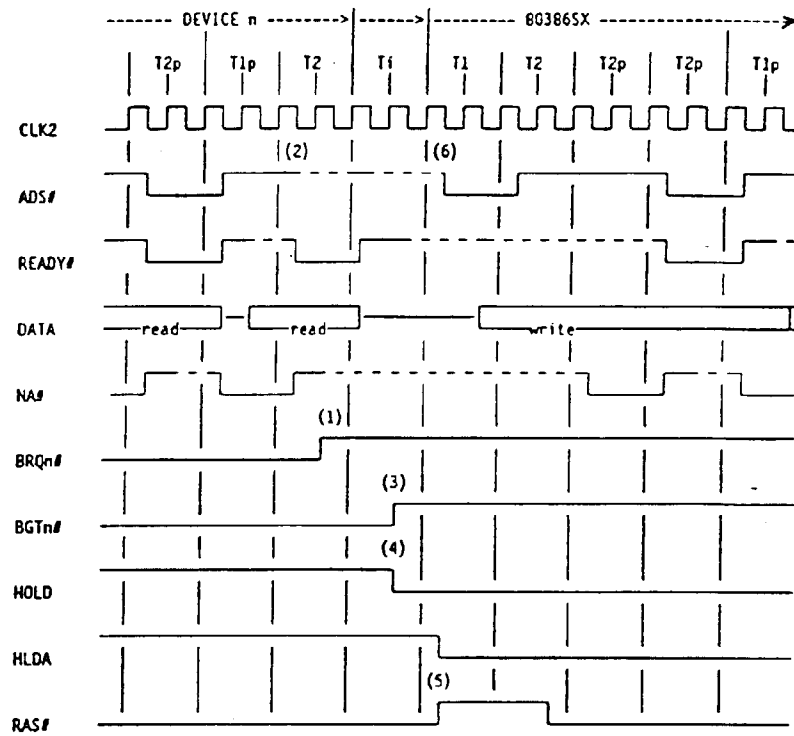 DEVICE n 80386SX
T2p T1p T2 Ti T1 T2 T2p T2p T1p
CLK2
(2) (6)
ADS#
READY#
DATA read read write
NA#
(1)
BRQn#
(3)
BGTn#
(4)
HOLD
HLDA
(5)
RAS#